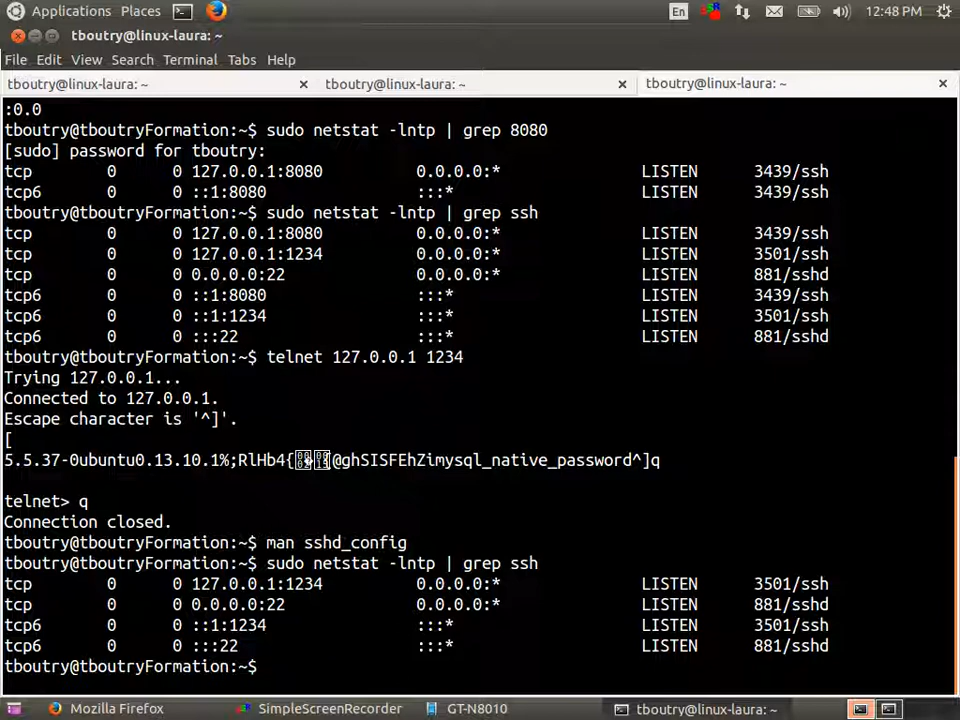 Applications Places En 12:48 PM
tboutry@linux-laura: ~
File Edit View Search Terminal Tabs Help
tboutry@linux-laura: ~ × tboutry@linux-laura: ~ × tboutry@linux-laura: ~ ×
:0.0
tboutry@tboutryFormation:~$ sudo netstat -lntp | grep 8080
[sudo] password for tboutry:
tcp 0 0 127.0.0.1:8080 0.0.0.0:* LISTEN 3439/ssh
tcp6 0 0 ::1:8080 :::* LISTEN 3439/ssh
tboutry@tboutryFormation:~$ sudo netstat -lntp | grep ssh
tcp 0 0 127.0.0.1:8080 0.0.0.0:* LISTEN 3439/ssh
tcp 0 0 127.0.0.1:1234 0.0.0.0:* LISTEN 3501/ssh
tcp 0 0 0.0.0.0:22 0.0.0.0:* LISTEN 881/sshd
tcp6 0 0 ::1:8080 :::* LISTEN 3439/ssh
tcp6 0 0 ::1:1234 :::* LISTEN 3501/ssh
tcp6 0 0 :::22 :::* LISTEN 881/sshd
tboutry@tboutryFormation:~$ telnet 127.0.0.1 1234
Trying 127.0.0.1...
Connected to 127.0.0.1.
Escape character is '^]'.
[
5.5.37-0ubuntu0.13.10.1%;RlHb4{ @ghSISFEhZimysql_native_password^]q
telnet> q
Connection closed.
tboutry@tboutryFormation:~$ man sshd_config
tboutry@tboutryFormation:~$ sudo netstat -lntp | grep ssh
tcp 0 0 127.0.0.1:1234 0.0.0.0:* LISTEN 3501/ssh
tcp 0 0 0.0.0.0:22 0.0.0.0:* LISTEN 881/sshd
tcp6 0 0 ::1:1234 :::* LISTEN 3501/ssh
tcp6 0 0 :::22 :::* LISTEN 881/sshd
tboutry@tboutryFormation:~$
Mozilla Firefox SimpleScreenRecorder GT-N8010 tboutry@linux-laura: ~